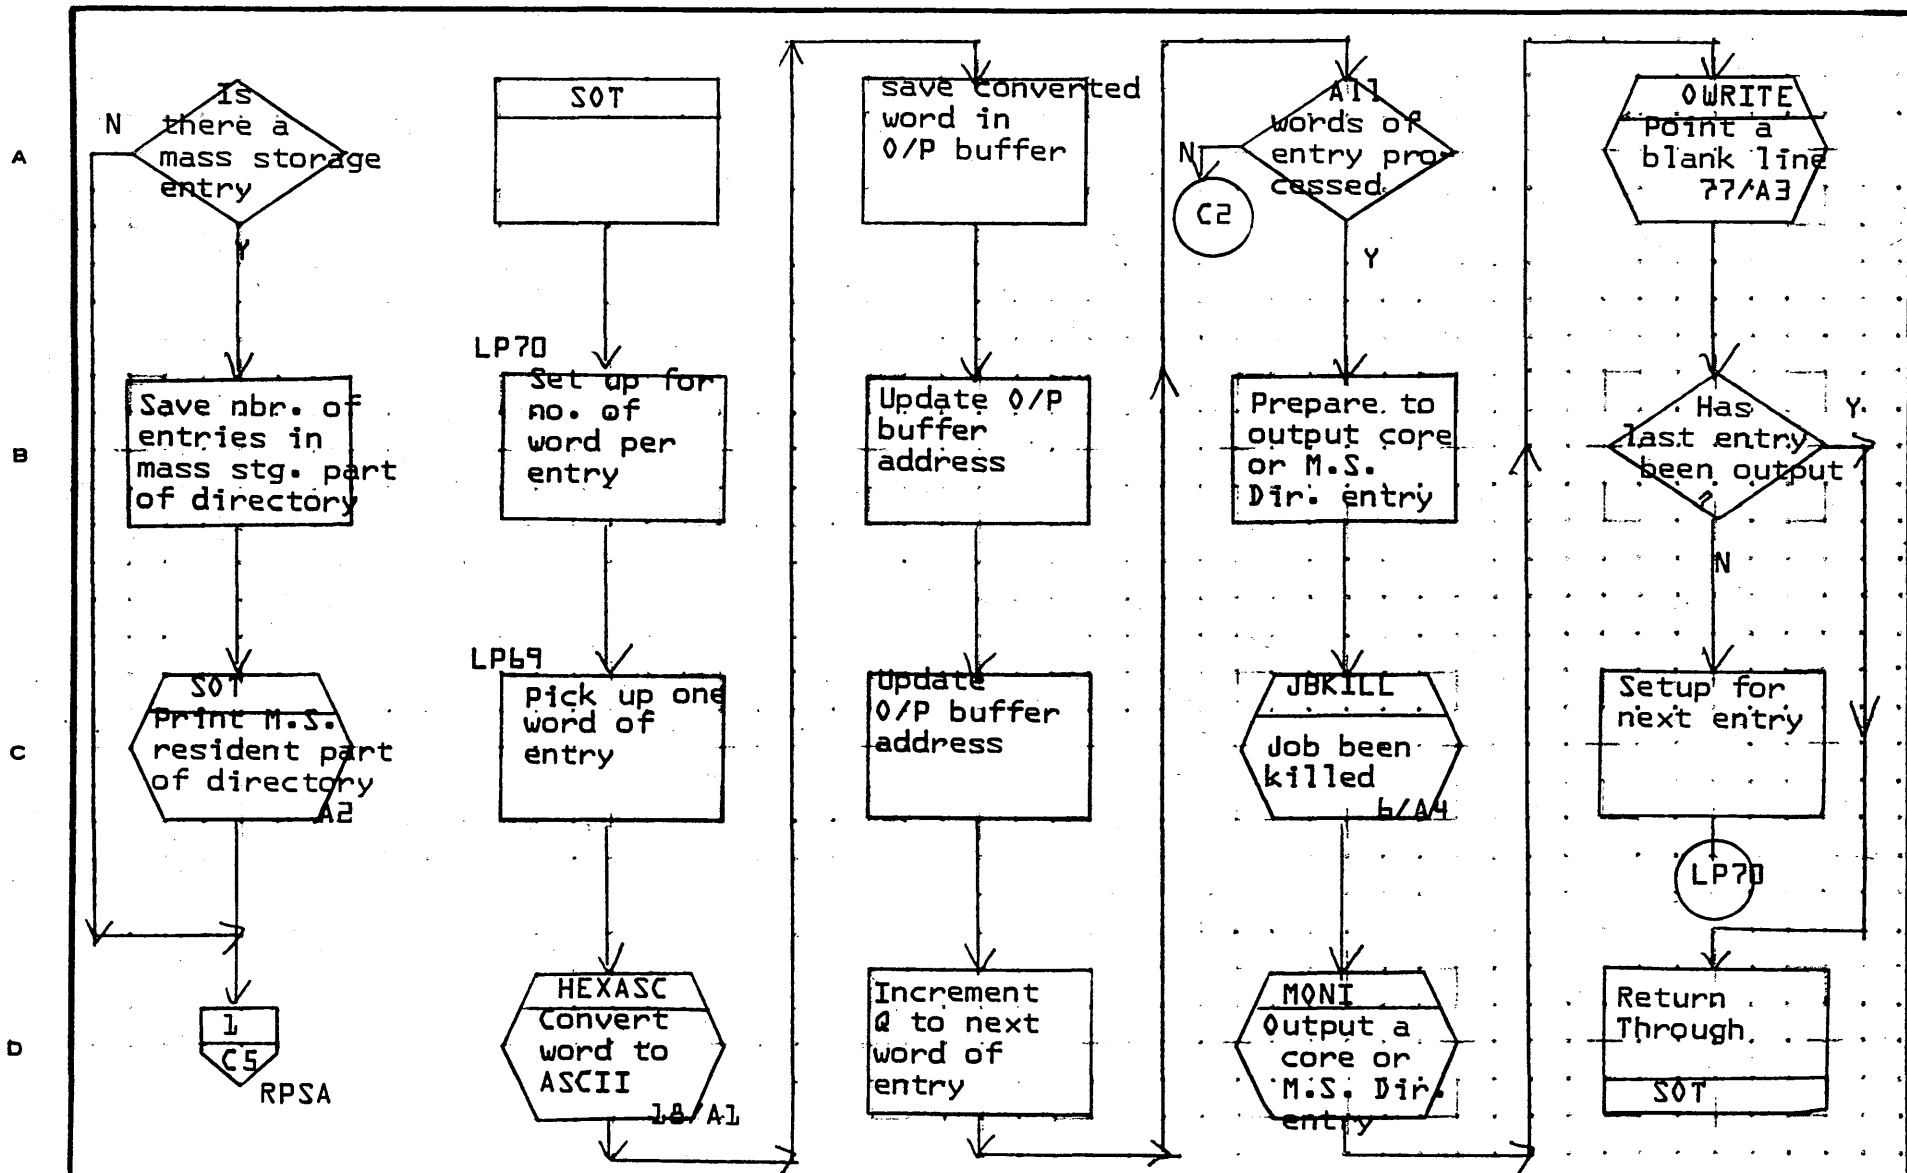 A
B
C
D
Is
there a
mass storage
entry
N
Y
Save nbr. of
entries in
mass stg. part
of directory
SOT
Print M.S.
resident part
of directory
A2
1
C5
RPSA
SOT
LP70
Set up for
no. of
word per
entry
LP69
pick up one
word of
entry
HEXASC
Convert
word to
ASCII
18/A1
save converted
word in
O/P buffer
Update O/P
buffer
address
Update
O/P buffer
address
Increment
Q to next
word of
entry
All
words of
entry pro-
cessed
N
C2
Y
Prepare to
output core
or M.S.
Dir. entry
JBKILL
Job been
killed
6/A4
MONI
Output a
core or
M.S. Dir.
entry
OWRITE
Point a
blank line
77/A3
Has
last entry
been output
?
Y
N
Setup for
next entry
LP70
Return
Through
SOT